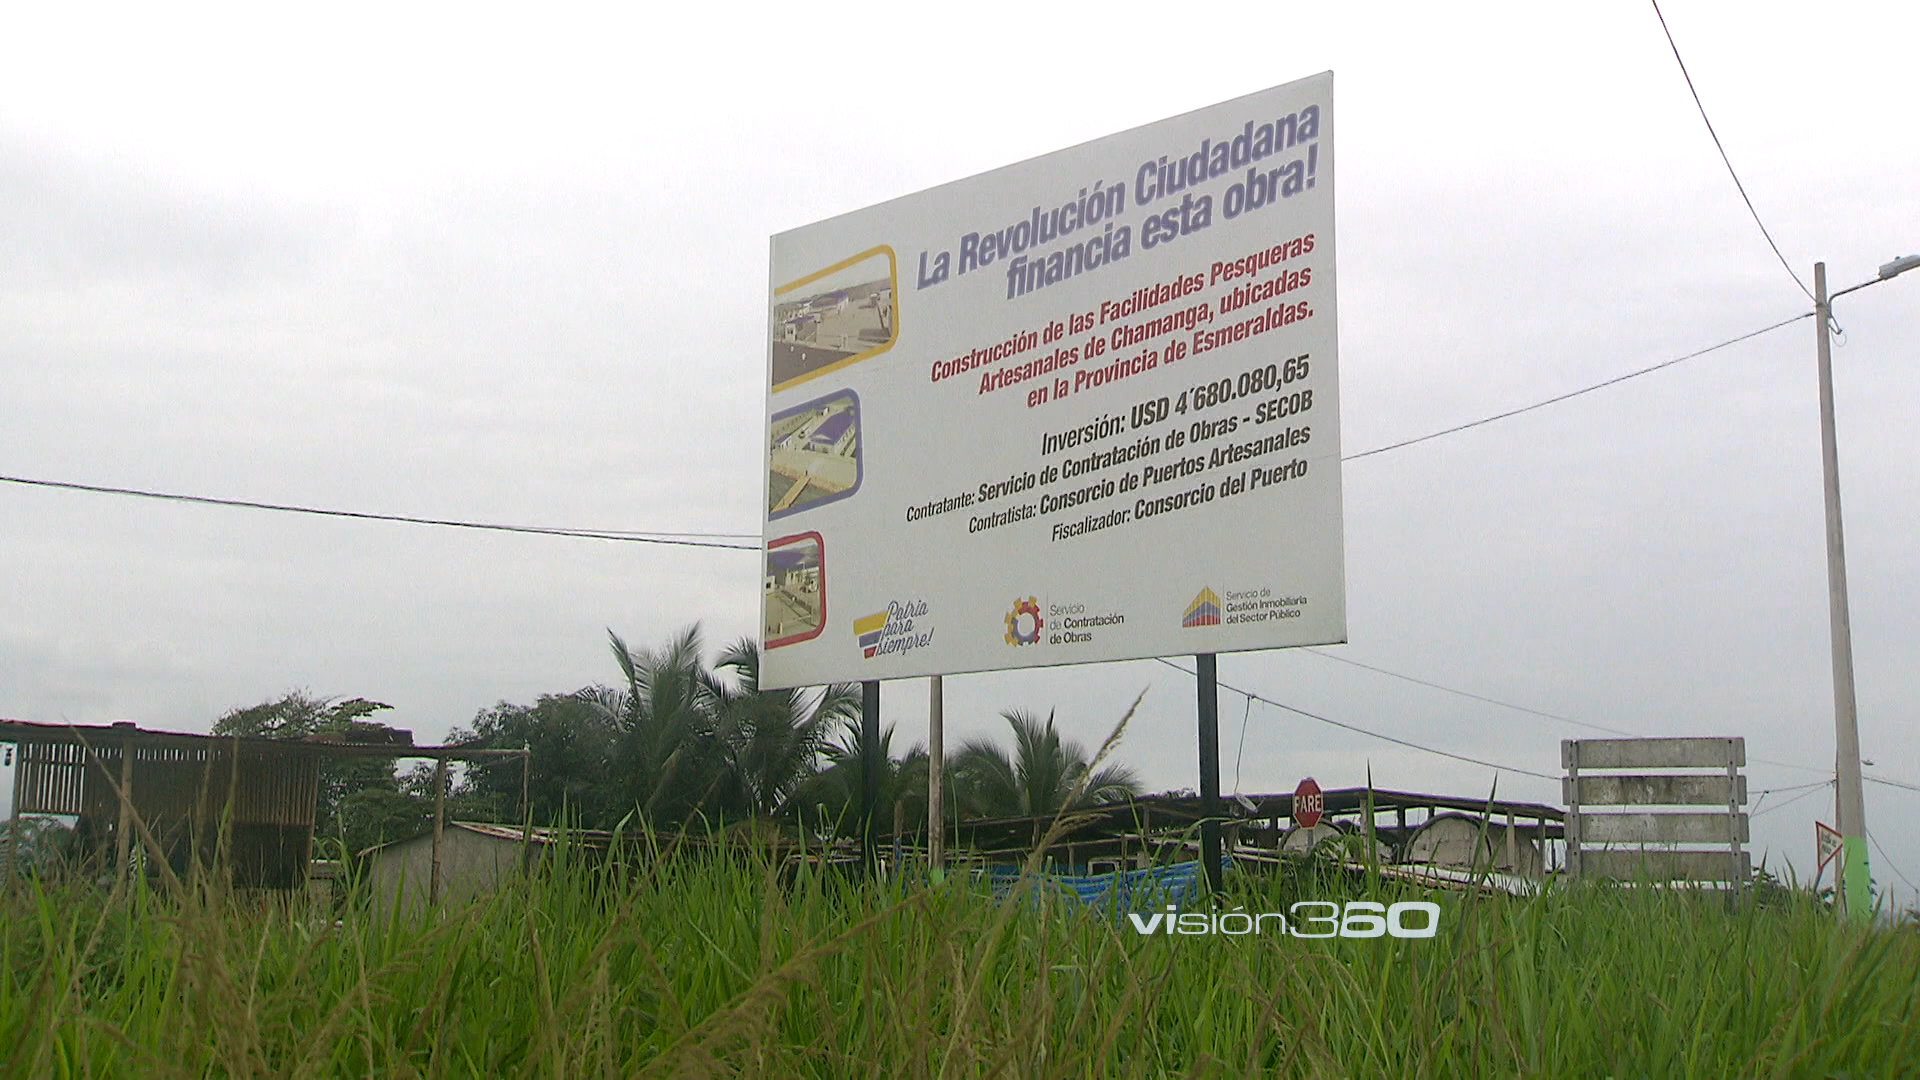 La Revolución Ciudadana
financia esta obra!
Construcción de las Facilidades Pesqueras
Artesanales de Chamanga, ubicadas
en la Provincia de Esmeraldas.
Inversión: USD 4´680.080,65
Contratante: Servicio de Contratación de Obras - SECOB
Contratista: Consorcio de Puertos Artesanales
Fiscalizador: Consorcio del Puerto
Patria
para
siempre!
Servicio
de Contratación
de Obras
Servicio de
Gestión Inmobiliaria
del Sector Público
PARE
visión360